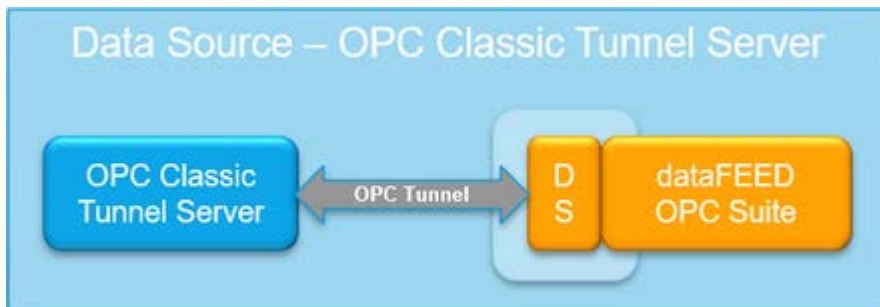 Data Source – OPC Classic Tunnel Server
OPC Classic
Tunnel Server
OPC Tunnel
D
S
dataFEED
OPC Suite